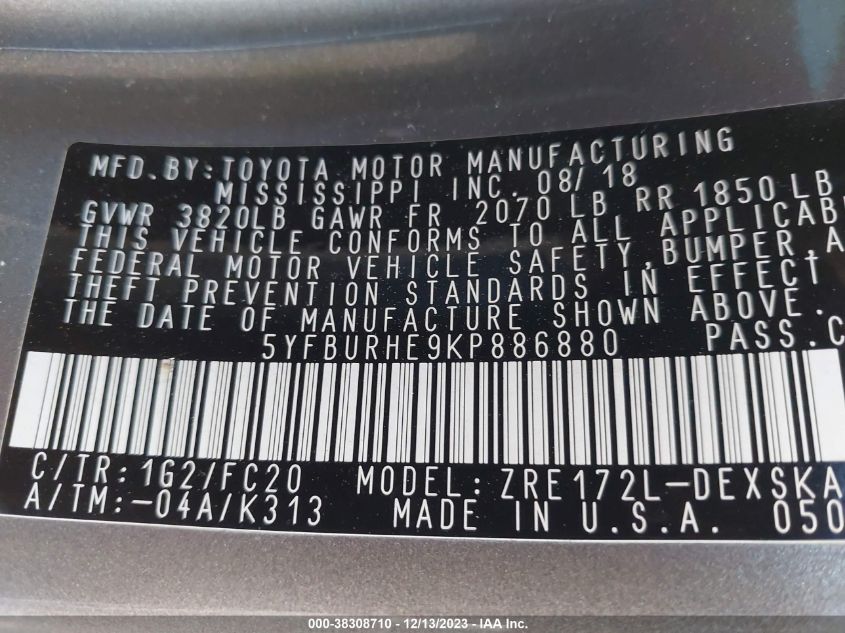 MFD. BY: TOYOTA MOTOR MANUFACTURING
MISSISSIPPI INC. 08/18
GVWR 3820LB GAWR FR 2070 LB RR 1850 LB
THIS VEHICLE CONFORMS TO ALL APPLICAB
FEDERAL MOTOR VEHICLE SAFETY, BUMPER, A
THEFT PREVENTION STANDARDS IN EFFECT
THE DATE OF MANUFACTURE SHOWN ABOVE.
5YFBURHE9KP886880 PASS. C
C/TR: 1G2/FC20 MODEL: ZRE172L-DEXSKA
A/TM: -04A/K313 MADE IN U.S.A. 050
000-38308710 - 12/13/2023 - IAA Inc.